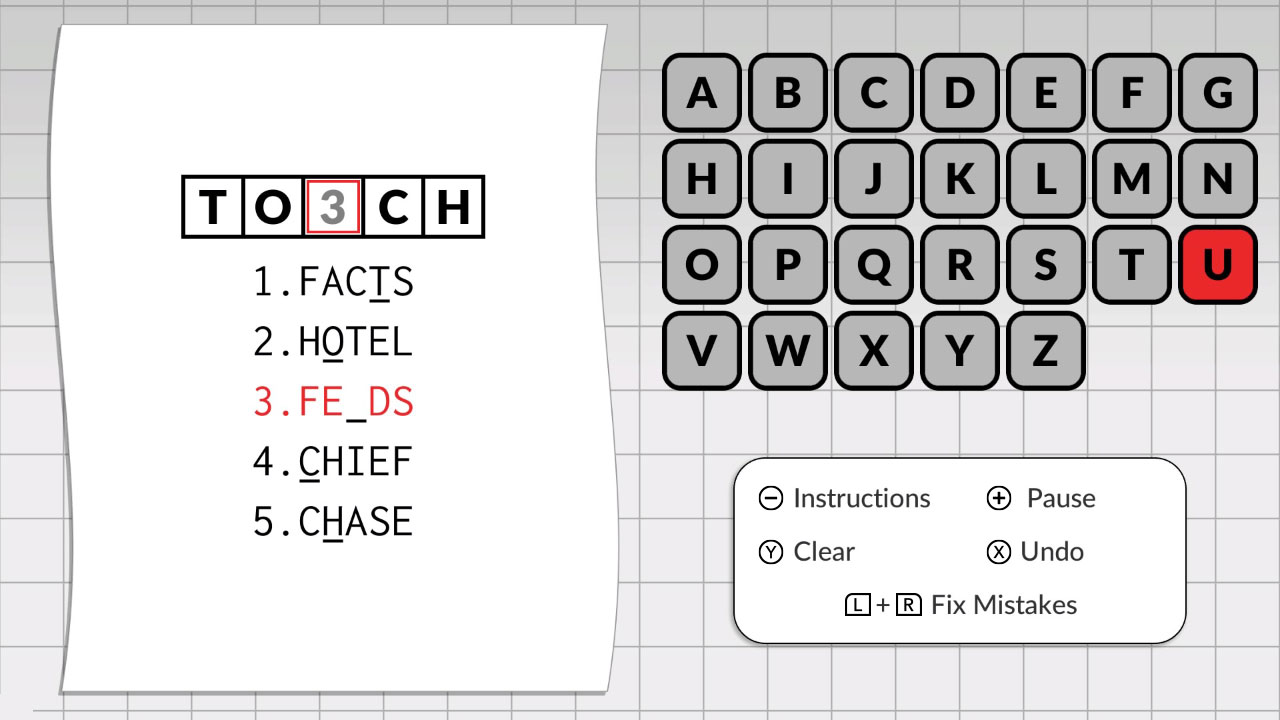 TO3CH
1.FACTS
2.HOTEL
3.FE_DS
4.CHIEF
5.CHASE
A B C D E F G
H I J K L M N
O P Q R S T U
V W X Y Z
- Instructions + Pause
Y Clear X Undo
L + R Fix Mistakes